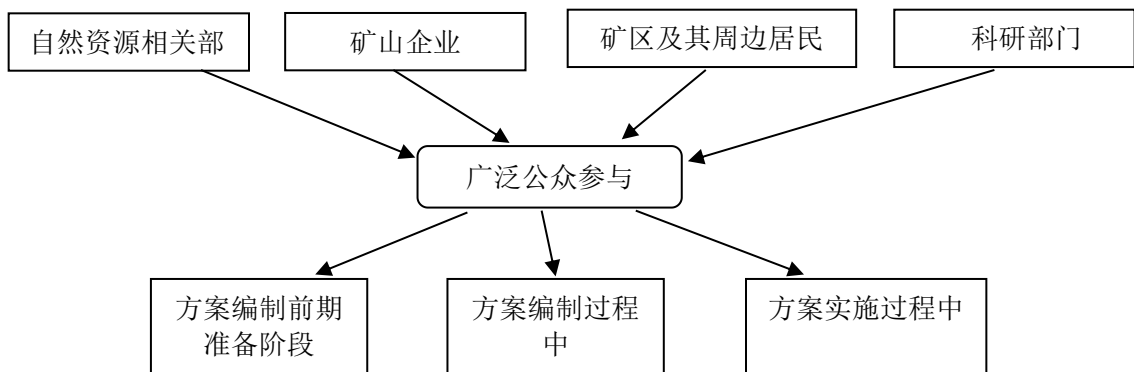 自然资源相关部
矿山企业
矿区及其周边居民
科研部门
广泛公众参与
方案编制前期
准备阶段
方案编制过程
中
方案实施过程中